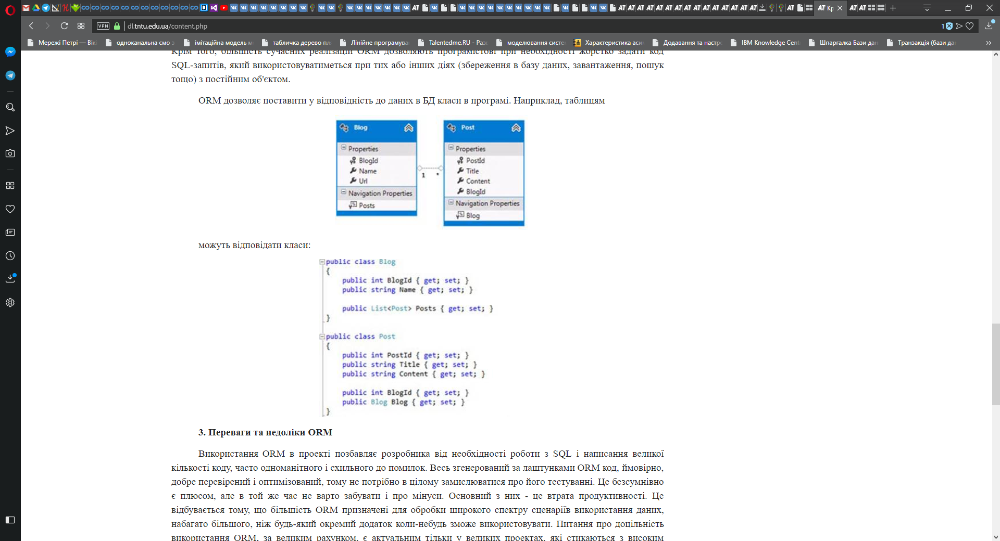 Кр
VPN
dl.tntu.edu.ua/content.php
1
Мережі Петрі — Вікі
одноканальна смо з
імітаційна модель м
табличка дерево пл
Лінійне програмува
Talentedme.RU - Раз
моделювання систе
Характеристика аси
Додавання та настр
IBM Knowledge Cent
Шпаргалка Бази дан
Транзакція (бази да
Крім того, більшість сучасних реалізацій ORM дозволяють програмістові при необхідності жорстко задати код
SQL-запитів, який використовуватиметься при тих або інших діях (збереження в базу даних, завантаження, пошук
тощо) з постійним об'єктом.
ORM дозволяє поставити у відповідність до даних в БД класи в програмі. Наприклад, таблицям
Blog
Properties
BlogId
Name
Url
Navigation Properties
Posts
1
*
Post
Properties
PostId
Title
Content
BlogId
Navigation Properties
Blog
можуть відповідати класи:
public class Blog
{
public int BlogId { get; set; }
public string Name { get; set; }
public List<Post> Posts { get; set; }
}
public class Post
{
public int PostId { get; set; }
public string Title { get; set; }
public string Content { get; set; }
public int BlogId { get; set; }
public Blog Blog { get; set; }
}
3. Переваги та недоліки ORM
Використання ORM в проекті позбавляє розробника від необхідності роботи з SQL і написання великої
кількості коду, часто одноманітного і схильного до помилок. Весь згенерований за лаштунками ORM код, ймовірно,
добре перевірений і оптимізований, тому не потрібно в цілому замислюватися про його тестуванні. Це безсумнівно
є плюсом, але в той же час не варто забувати і про мінуси. Основний з них - це втрата продуктивності. Це
відбувається тому, що більшість ORM призначені для обробки широкого спектру сценаріїв використання даних,
набагато більшого, ніж будь-який окремий додаток коли-небудь зможе використовувати. Питання про доцільність
використання ORM, за великим рахунком, є актуальним тільки у великих проектах, які стикаються з високим